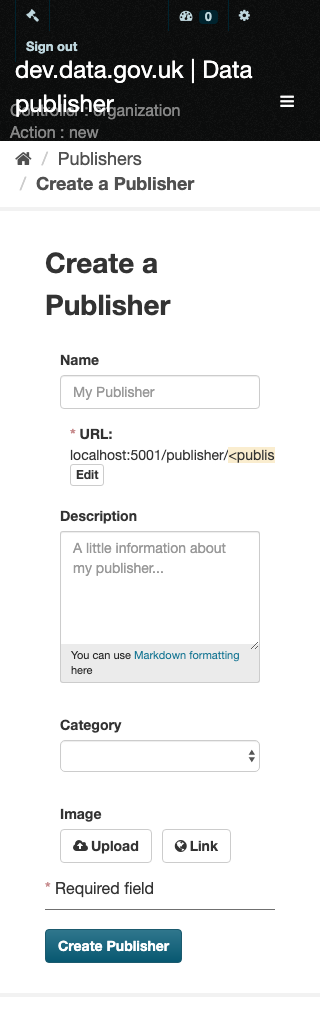 0
Sign out
dev.data.gov.uk | Data
publisher
Controller : organization
Action : new
/ Publishers
/ Create a Publisher
Create a
Publisher
Name
My Publisher
* URL:
localhost:5001/publisher/<publis
Edit
Description
A little information about
my publisher...
You can use Markdown formatting
here
Category
Image
Upload
Link
* Required field
Create Publisher